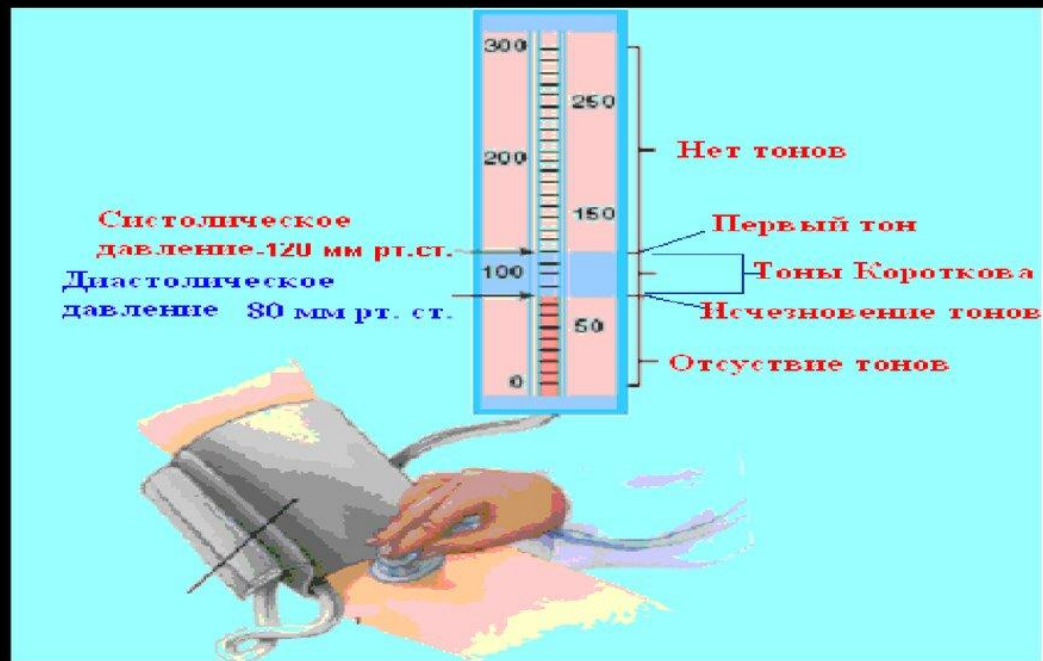 300
250
200
150
100
50
0
Нет тонов
Систолическое
давление-120 мм рт.ст.
Диастолическое
давление 80 мм рт. ст.
Первый тон
Тоны Короткова
Исчезновение тонов
Отсуствие тонов